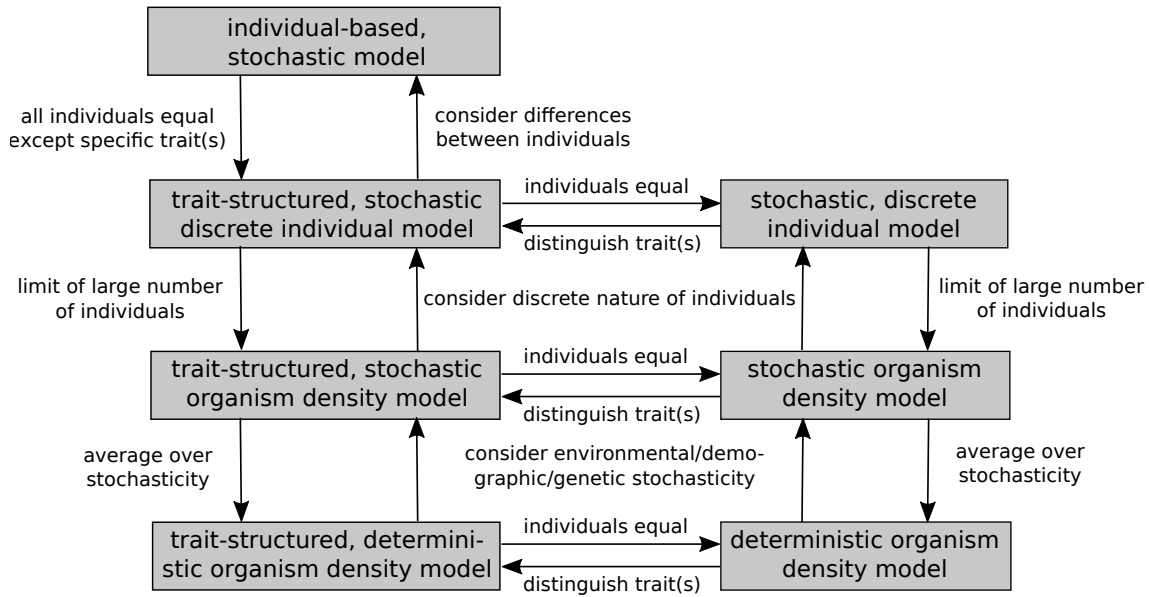 individual-based,
stochastic model
all individuals equal
except specific trait(s)
consider differences
between individuals
trait-structured, stochastic
discrete individual model
individuals equal
distinguish trait(s)
stochastic, discrete
individual model
limit of large number
of individuals
consider discrete nature of individuals
limit of large number
of individuals
trait-structured, stochastic
organism density model
individuals equal
distinguish trait(s)
stochastic organism
density model
average over
stochasticity
consider environmental/demo-
graphic/genetic stochasticity
average over
stochasticity
trait-structured, determini-
stic organism density model
individuals equal
distinguish trait(s)
deterministic organism
density model